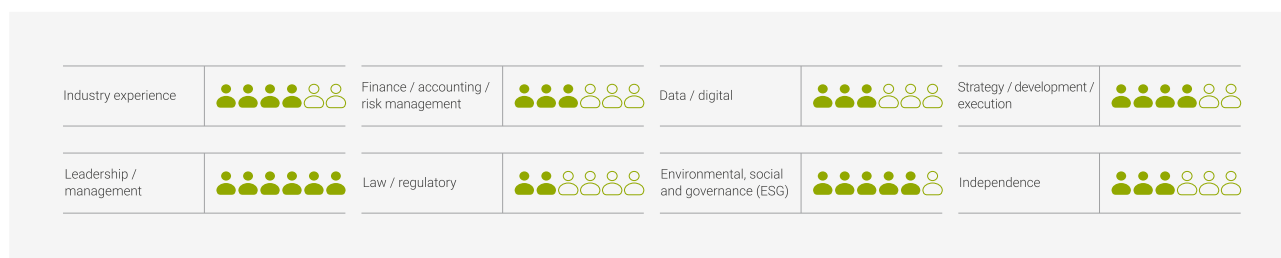 Industry experience
Finance / accounting /
risk management
Data / digital
Strategy / development /
execution
Leadership /
management
Law / regulatory
Environmental, social
and governance (ESG)
Independence